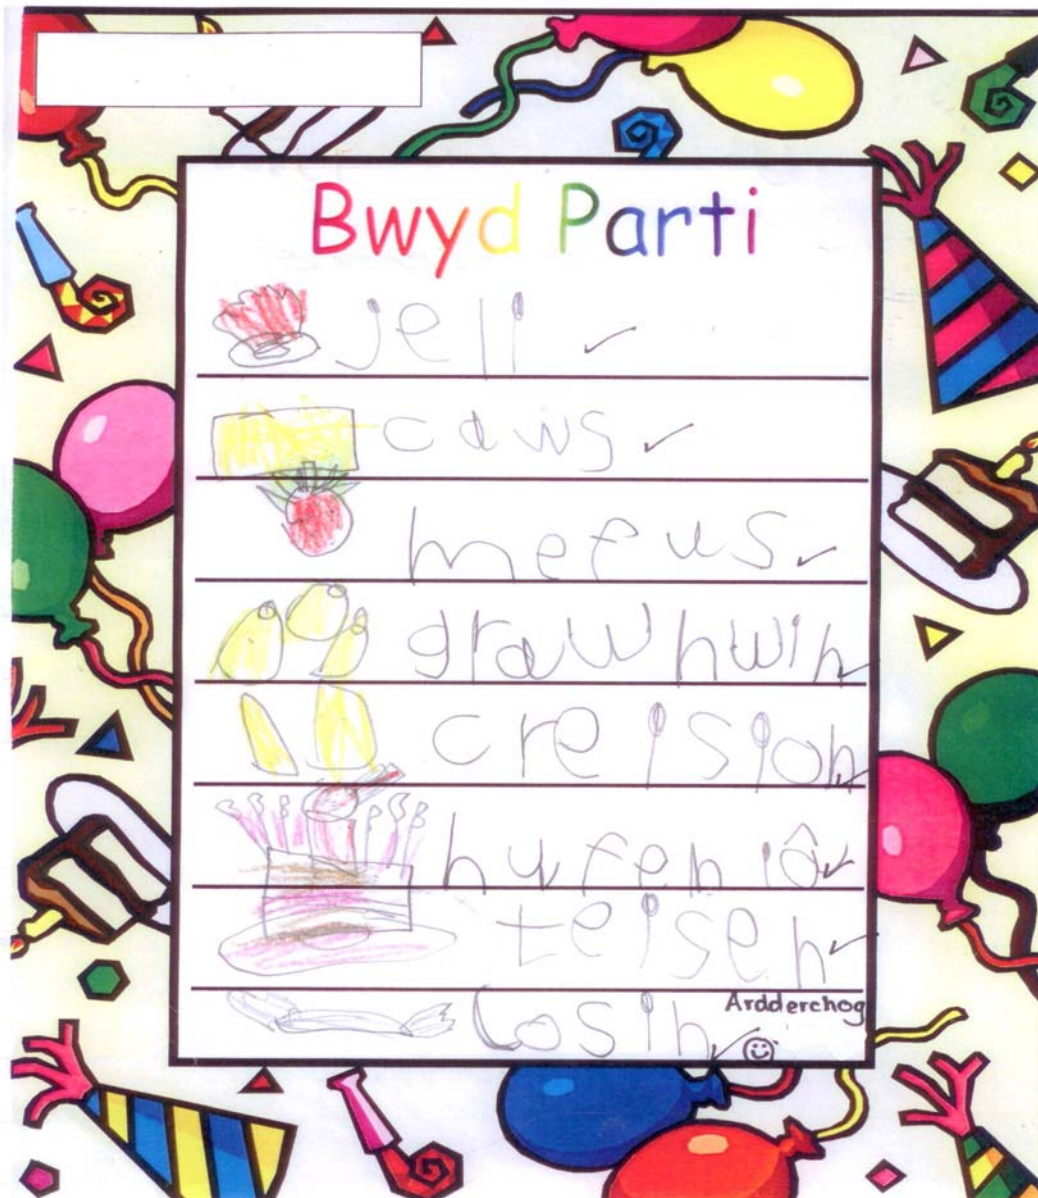 Bwyd Parti
jeli
caws
mefus
grawnwin
creision
hufen iâ
teisen
Ardderchog
losin